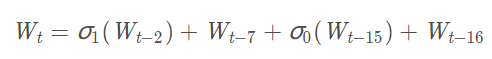 W_t = σ_1(W_{t−2}) + W_{t−7} + σ_0(W_{t−15}) + W_{t−16}